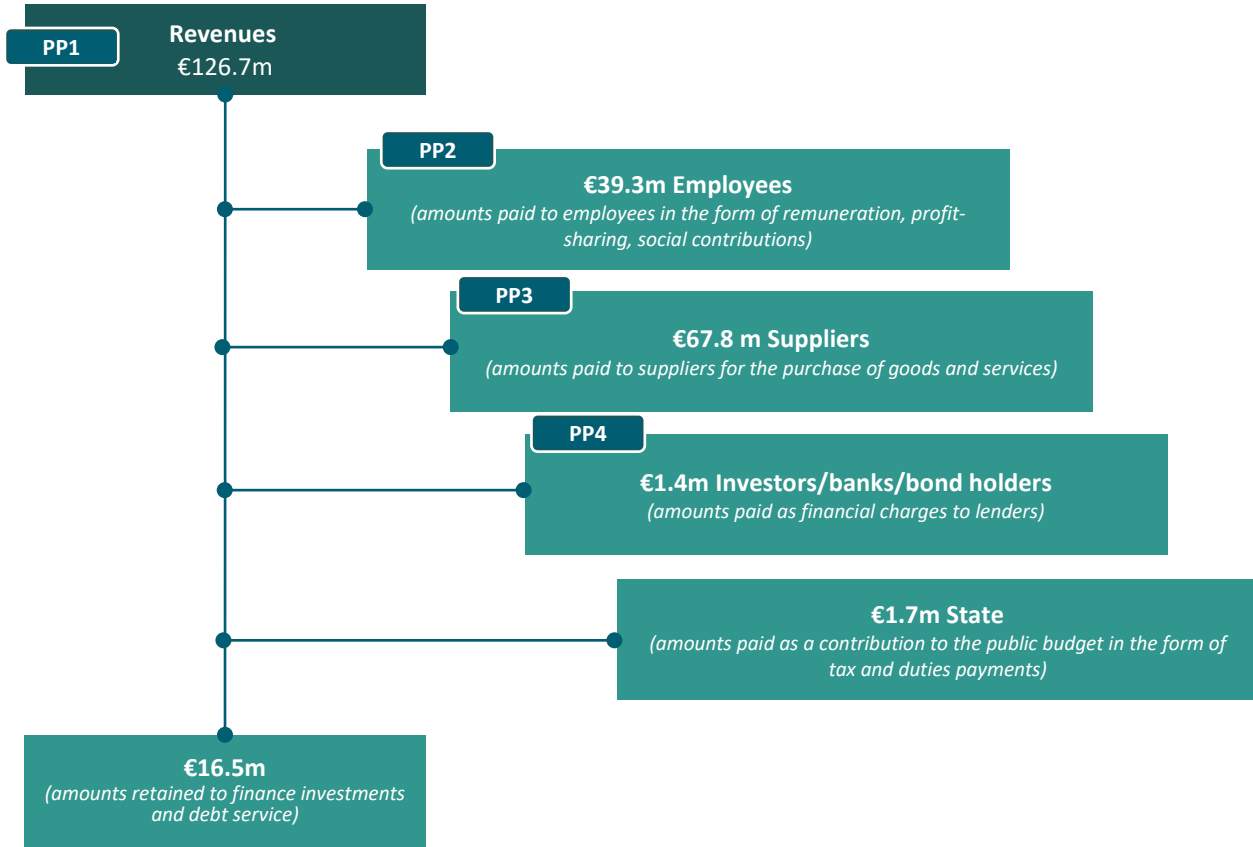 Revenues
PP1
€126.7m
PP2
€39.3m Employees
(amounts paid to employees in the form of remuneration, profit-
sharing, social contributions)
PP3
€67.8 m Suppliers
(amounts paid to suppliers for the purchase of goods and services)
PP4
€1.4m Investors/banks/bond holders
(amounts paid as financial charges to lenders)
€1.7m State
(amounts paid as a contribution to the public budget in the form of
tax and duties payments)
€16.5m
(amounts retained to finance investments
and debt service)